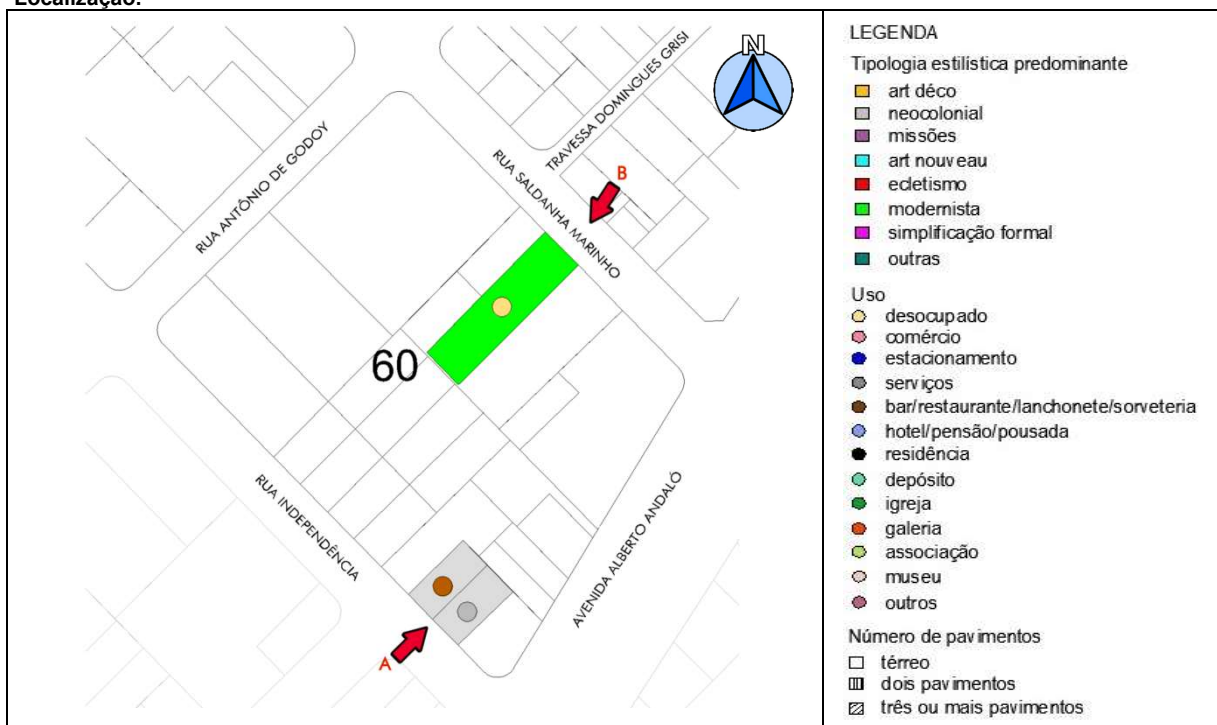 Localização:
N
TRAVESSA DOMINGUES GRISI
RUA ANTÔNIO DE GODOY
RUA SALDANHA MARINHO
B
60
RUA INDEPENDÊNCIA
AVENIDA ALBERTO ANDALÓ
A
LEGENDA
Tipologia estilística predominante
art déco
neocolonial
missões
art nouveau
ecletismo
modernista
simplificação formal
outras
Uso
desocupado
comércio
estacionamento
serviços
bar/restaurante/lanchonete/sorveteria
hotel/pensão/pousada
residência
depósito
igreja
galeria
associação
museu
outros
Número de pavimentos
térreo
dois pavimentos
três ou mais pavimentos